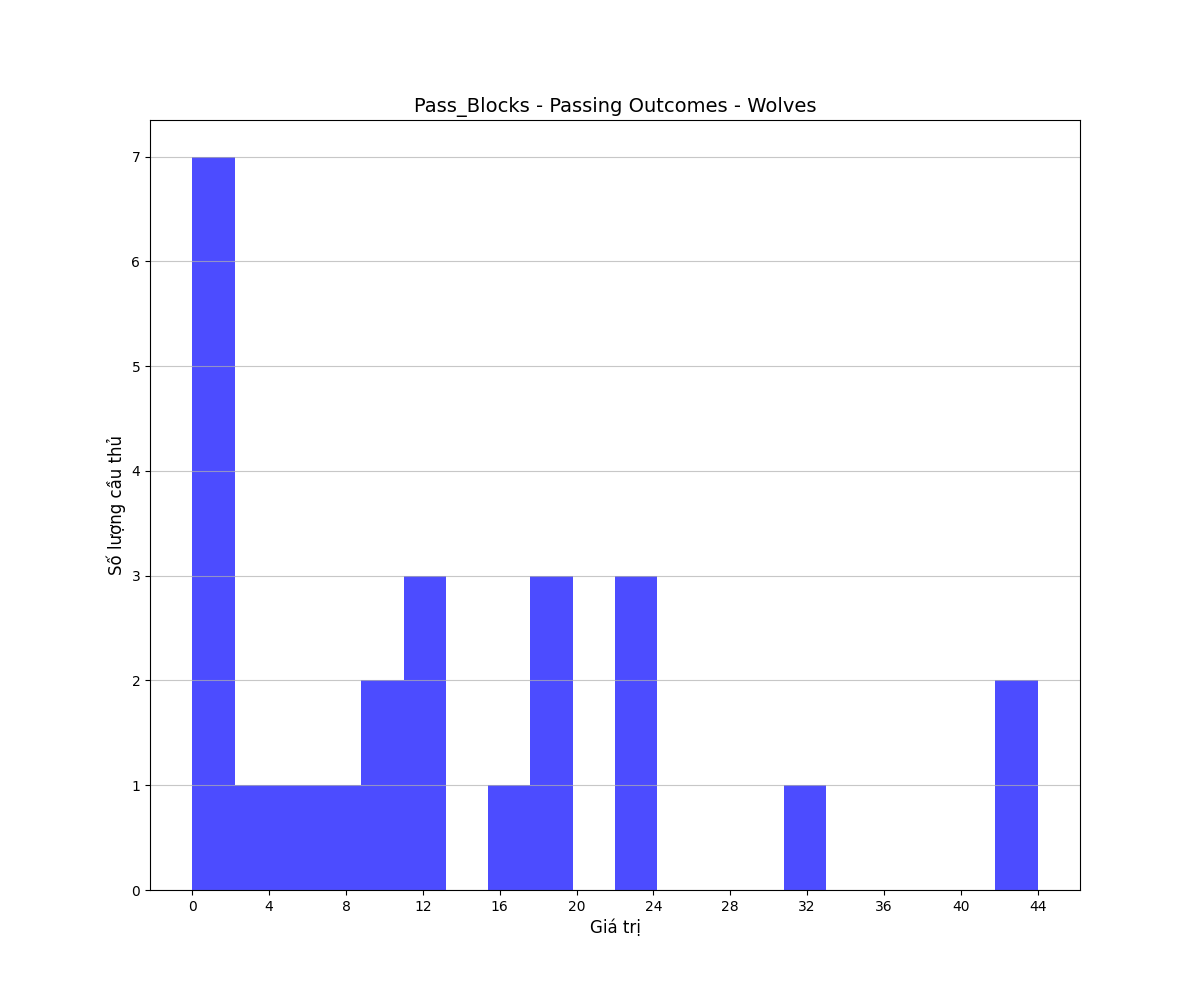 Pass_Blocks - Passing Outcomes - Wolves
7
6
5
4
3
2
1
0
Số lượng cầu thủ
0 4 8 12 16 20 24 28 32 36 40 44
Giá trị